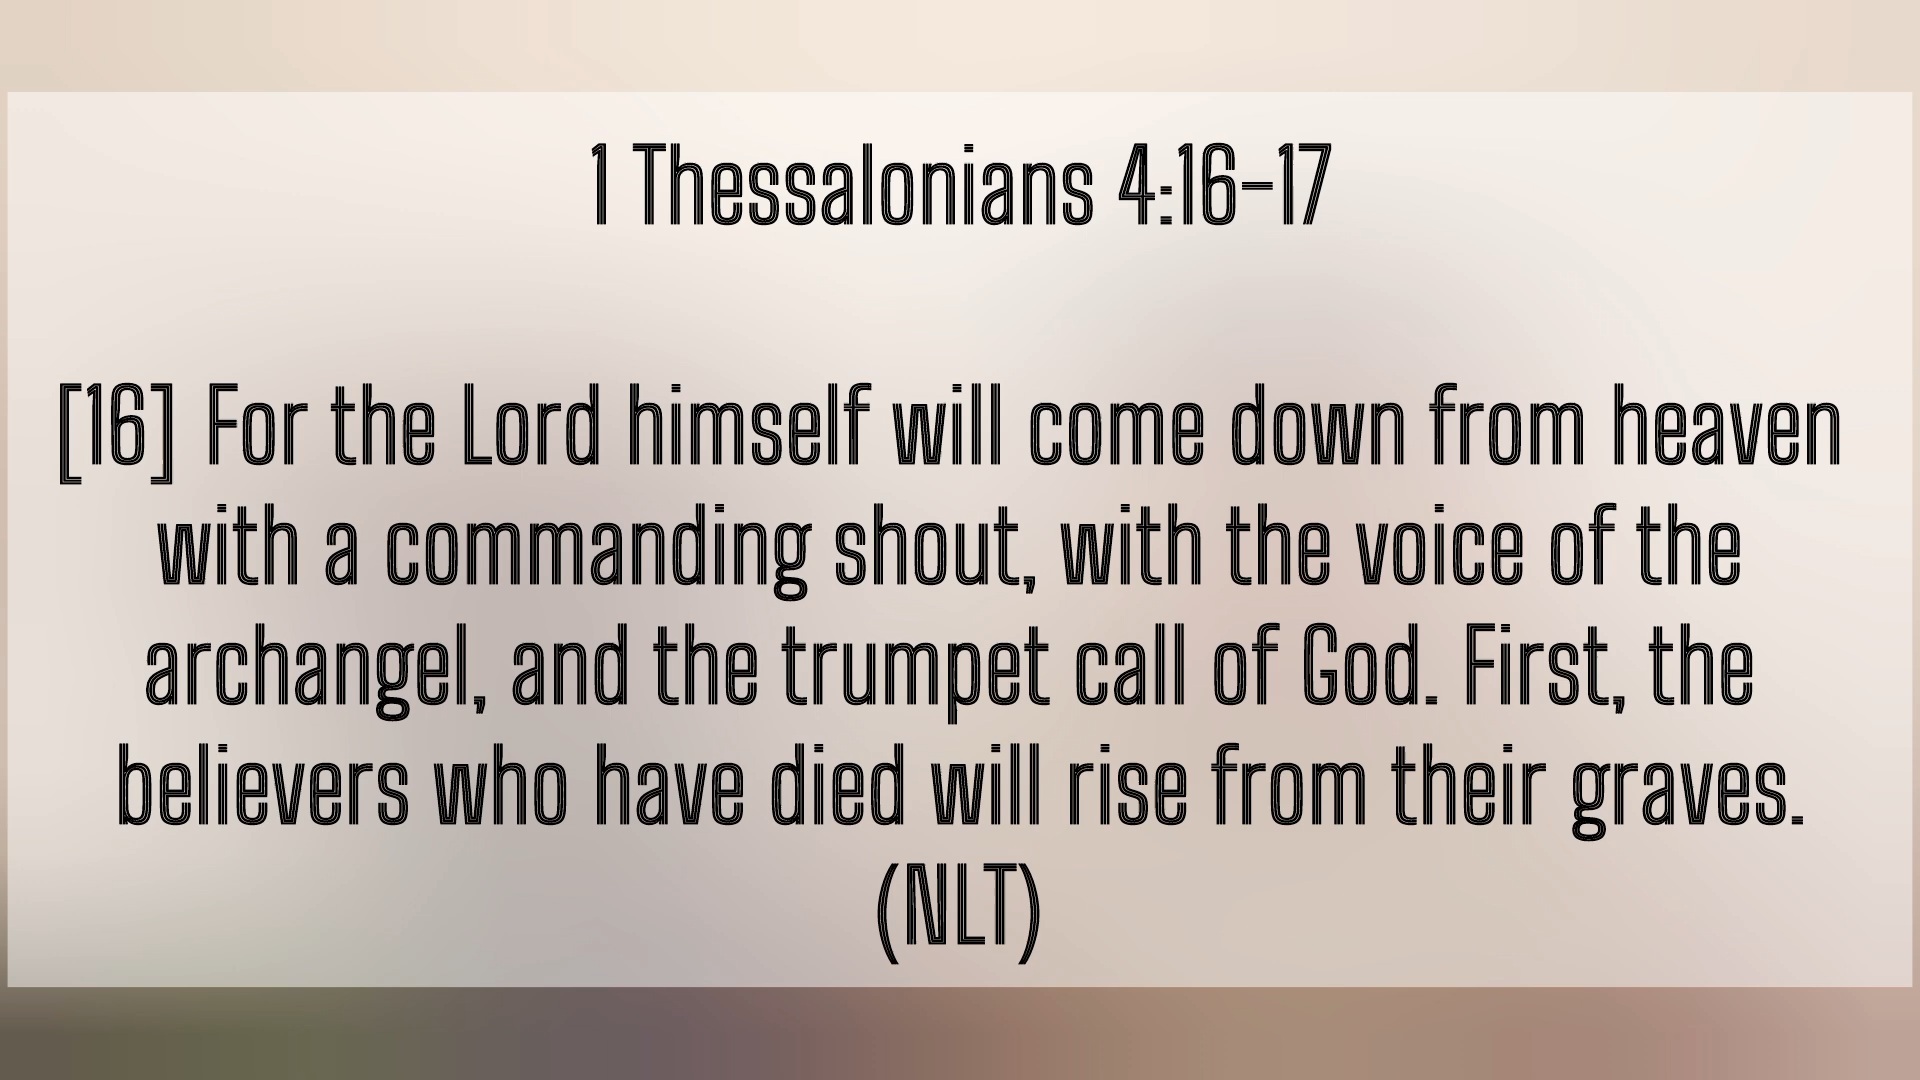 1 Thessalonians 4:16–17
[16] For the Lord himself will come down from heaven
with a commanding shout, with the voice of the
archangel, and the trumpet call of God. First, the
believers who have died will rise from their graves.
(NLT)